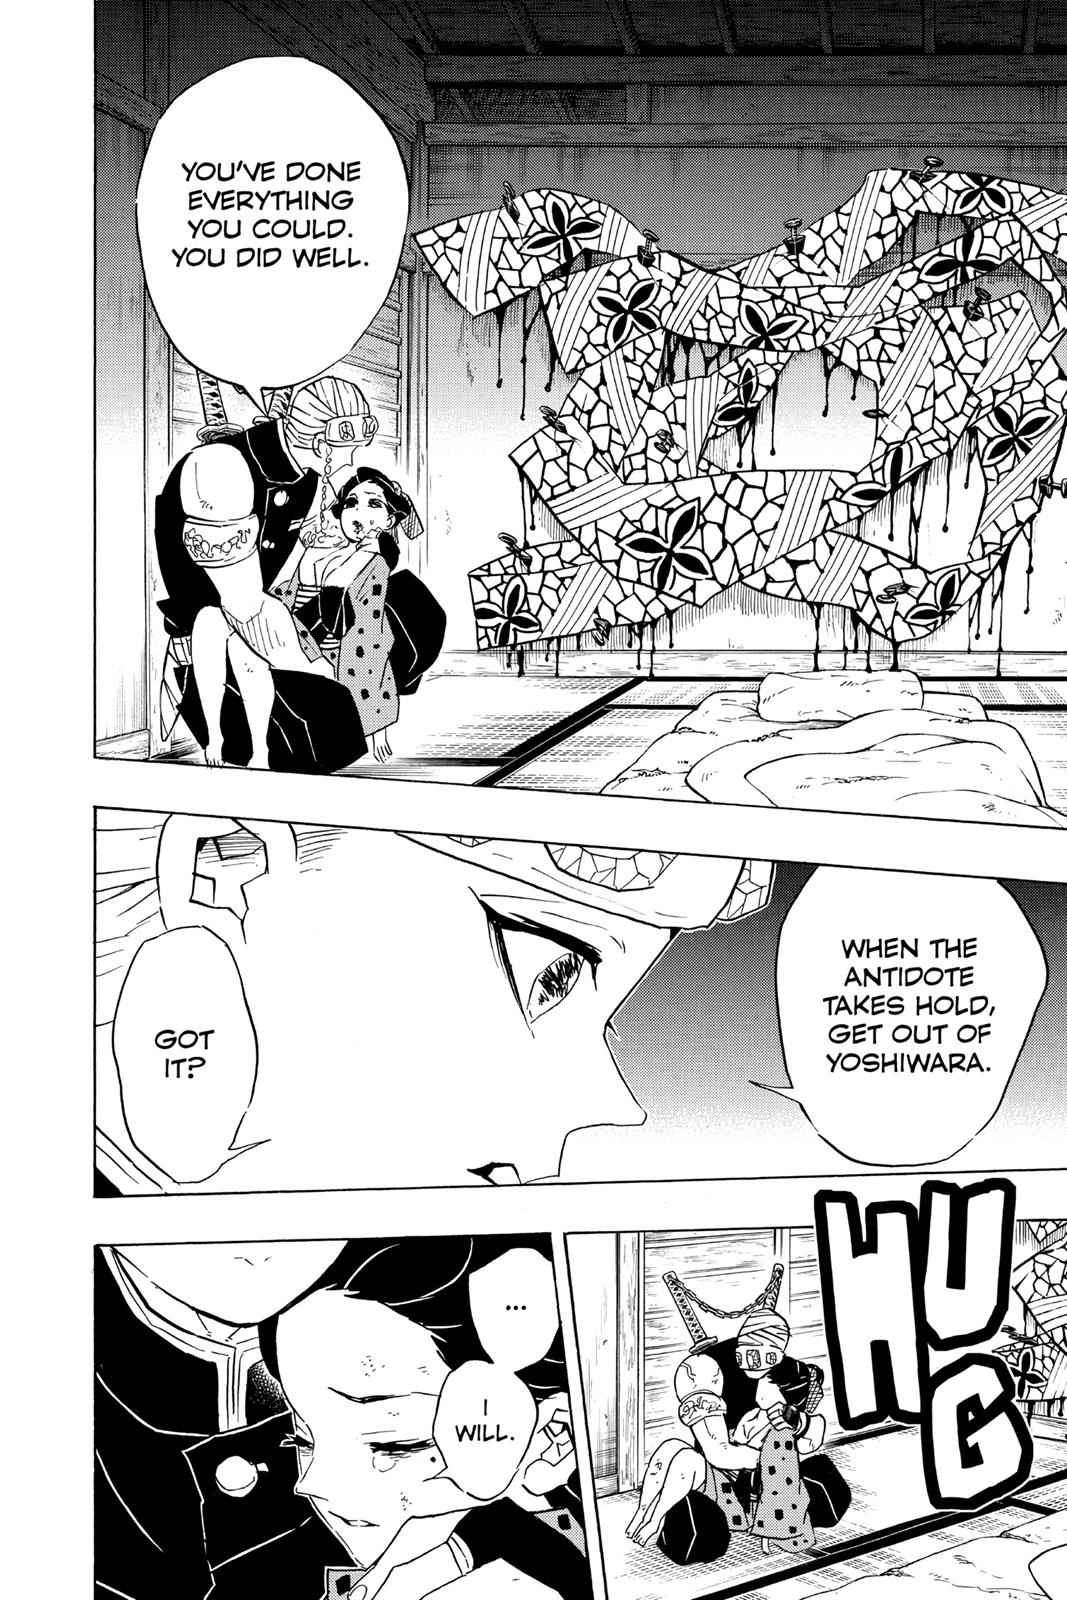 YOU'VE DONE
EVERYTHING
YOU COULD.
YOU DID WELL.
WHEN THE
ANTIDOTE
TAKES HOLD,
GET OUT OF
YOSHIWARA.
GOT
IT?
HUG
...
I
WILL.